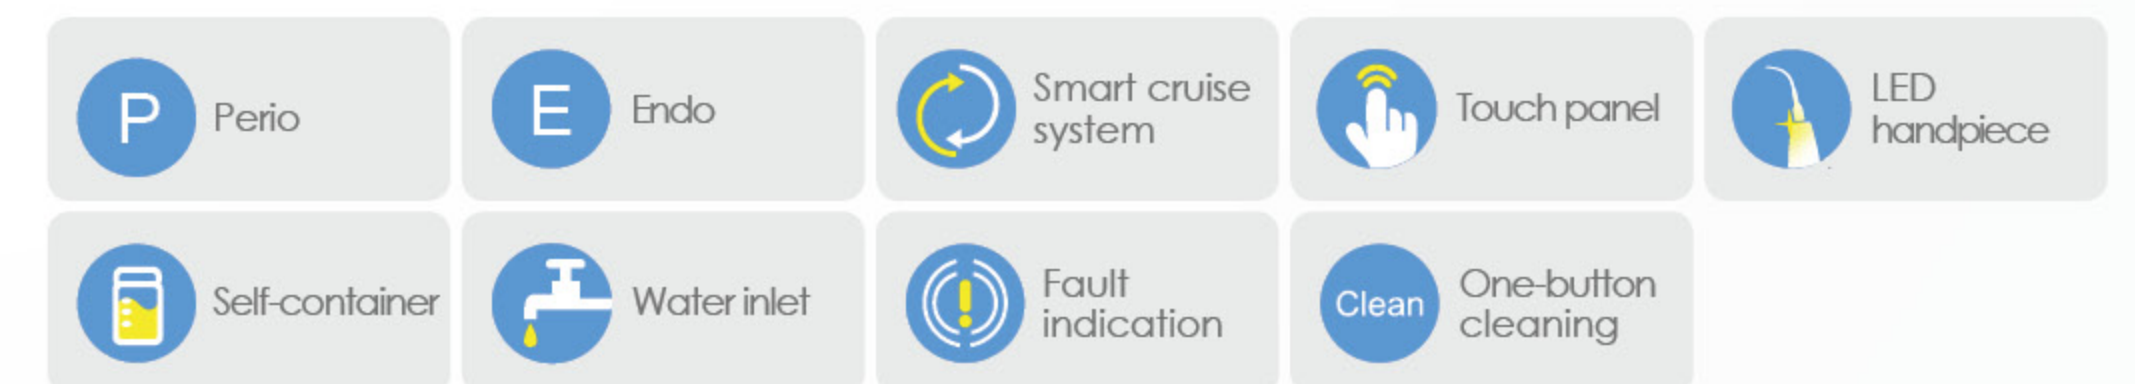 P Perio
E Endo
Smart cruise
system
Touch panel
LED
handpiece
Self-container
Water inlet
Fault
indication
Clean
One-button
cleaning